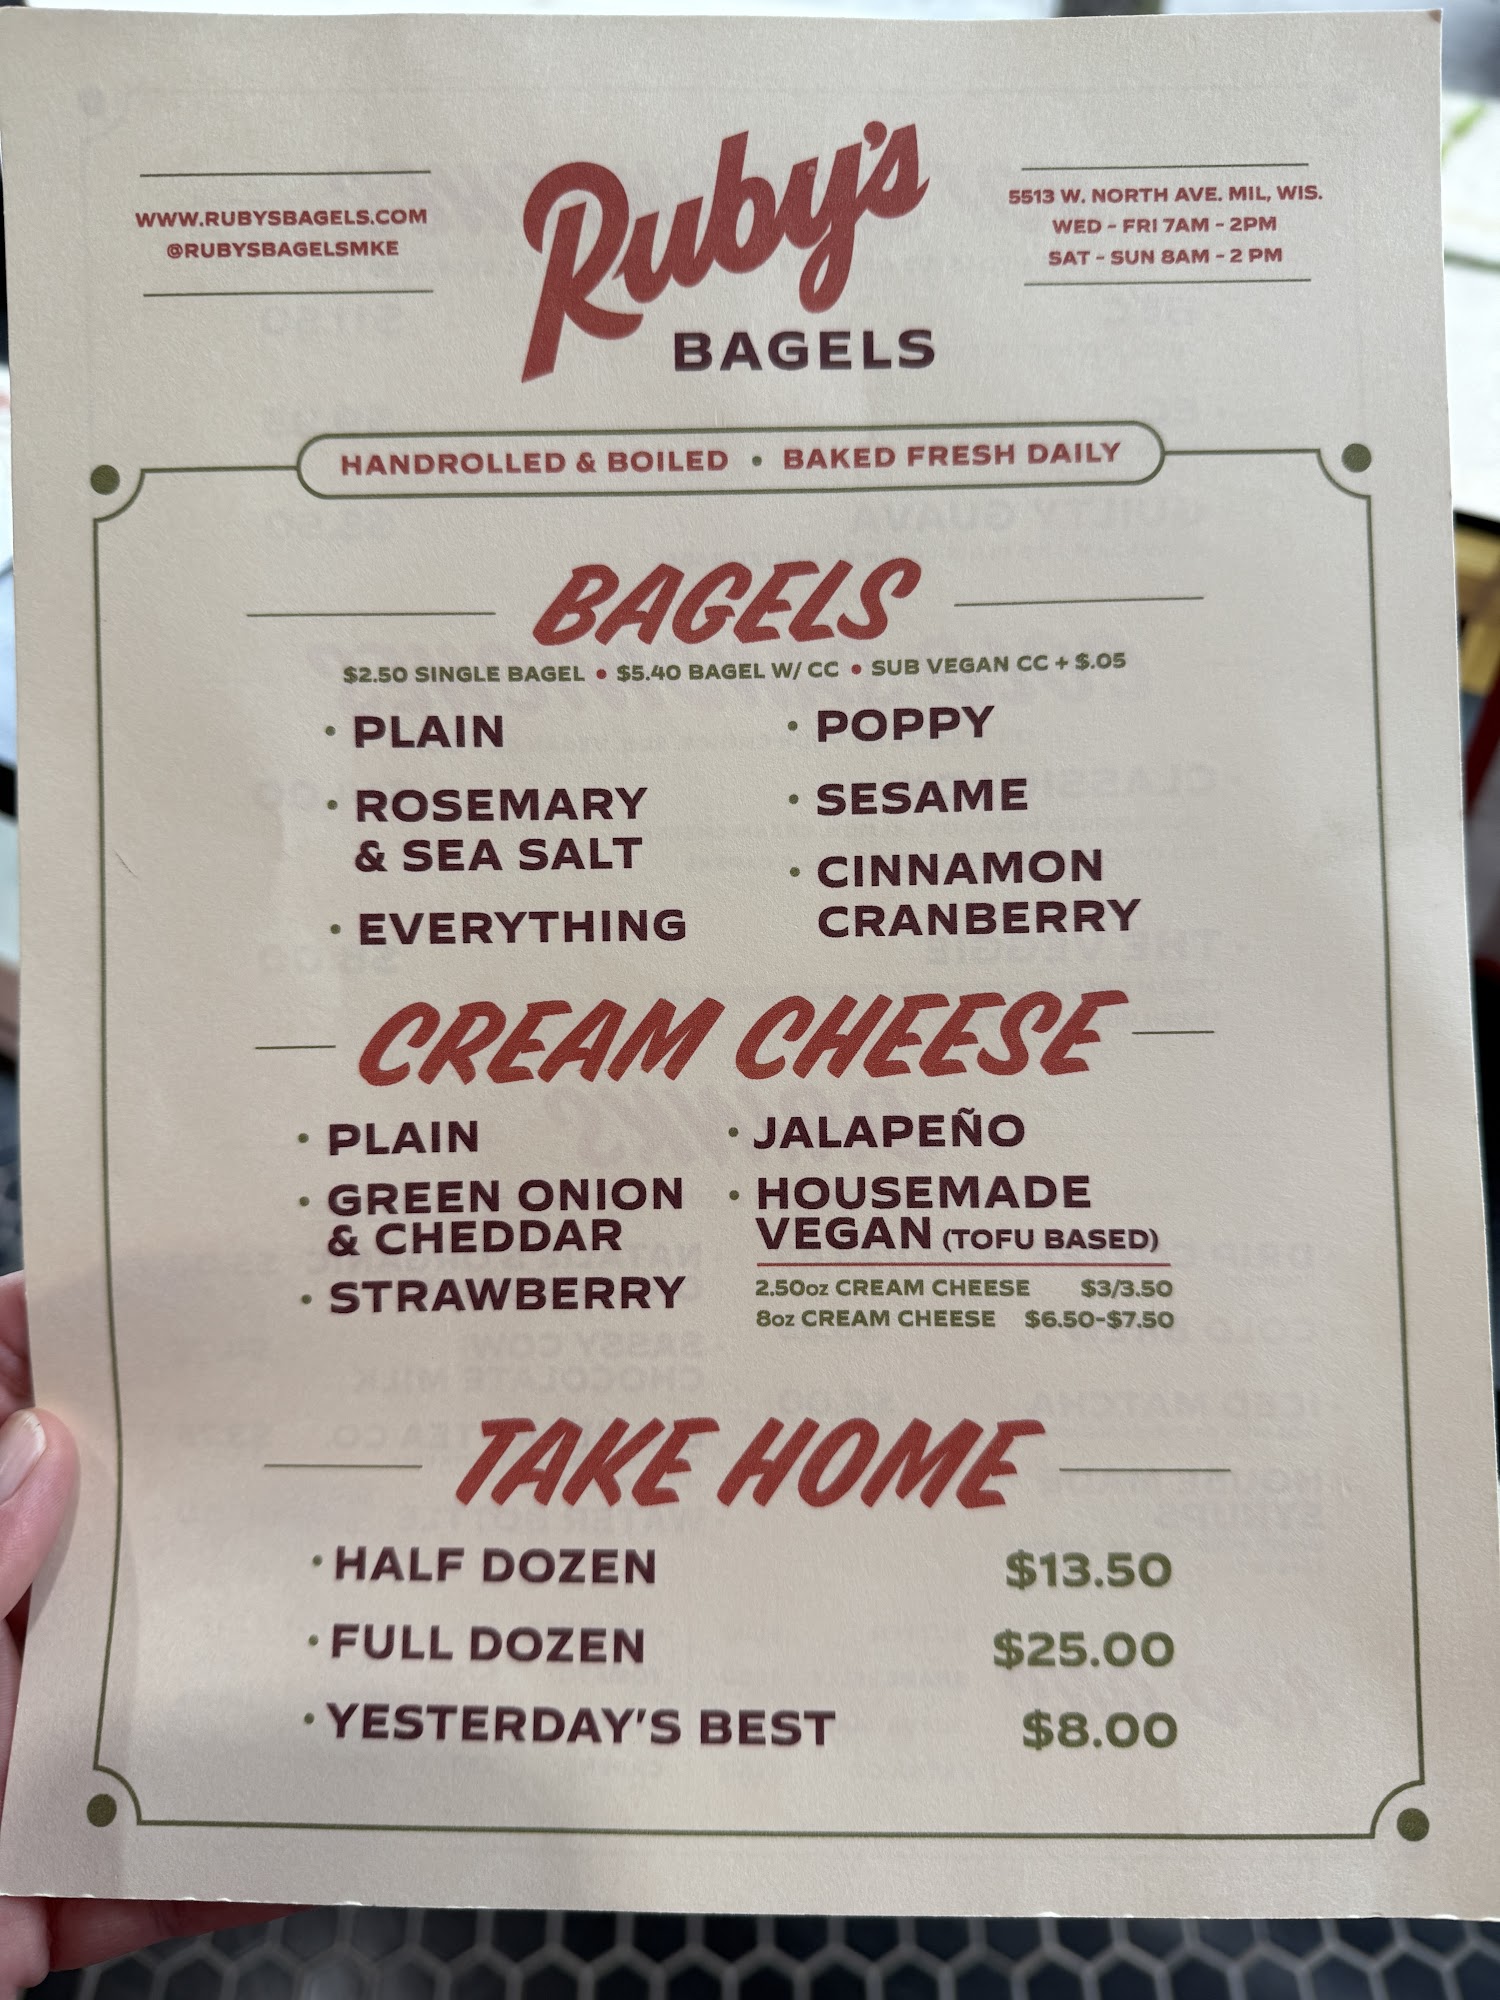 WWW.RUBYSBAGELS.COM
@RUBYSBAGELSMKE
Ruby's
BAGELS
5513 W. NORTH AVE. MIL, WIS.
WED - FRI 7AM - 2PM
SAT - SUN 8AM - 2 PM
HANDROLLED & BOILED • BAKED FRESH DAILY
BAGELS
$2.50 SINGLE BAGEL • $5.40 BAGEL W/ CC • SUB VEGAN CC + $.05
• PLAIN
• ROSEMARY
& SEA SALT
• EVERYTHING
• POPPY
• SESAME
• CINNAMON
CRANBERRY
CREAM CHEESE
• PLAIN
• GREEN ONION
& CHEDDAR
• STRAWBERRY
• JALAPEÑO
• HOUSEMADE
VEGAN (TOFU BASED)
2.50oz CREAM CHEESE $3/3.50
8oz CREAM CHEESE $6.50-$7.50
TAKE HOME
• HALF DOZEN $13.50
• FULL DOZEN $25.00
• YESTERDAY'S BEST $8.00